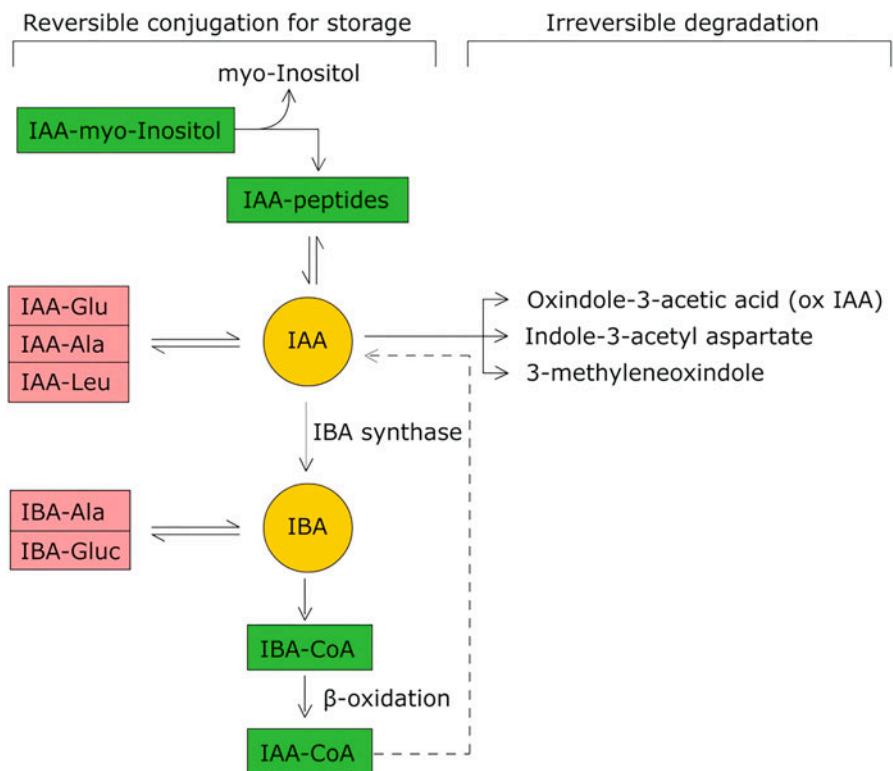 Reversible conjugation for storage
Irreversible degradation
myo-Inositol
IAA-myo-Inositol
IAA-peptides
IAA-Glu
IAA-Ala
IAA-Leu
IAA
Oxindole-3-acetic acid (ox IAA)
Indole-3-acetyl aspartate
3-methyleneoxindole
IBA synthase
IBA-Ala
IBA-Gluc
IBA
IBA-CoA
β-oxidation
IAA-CoA